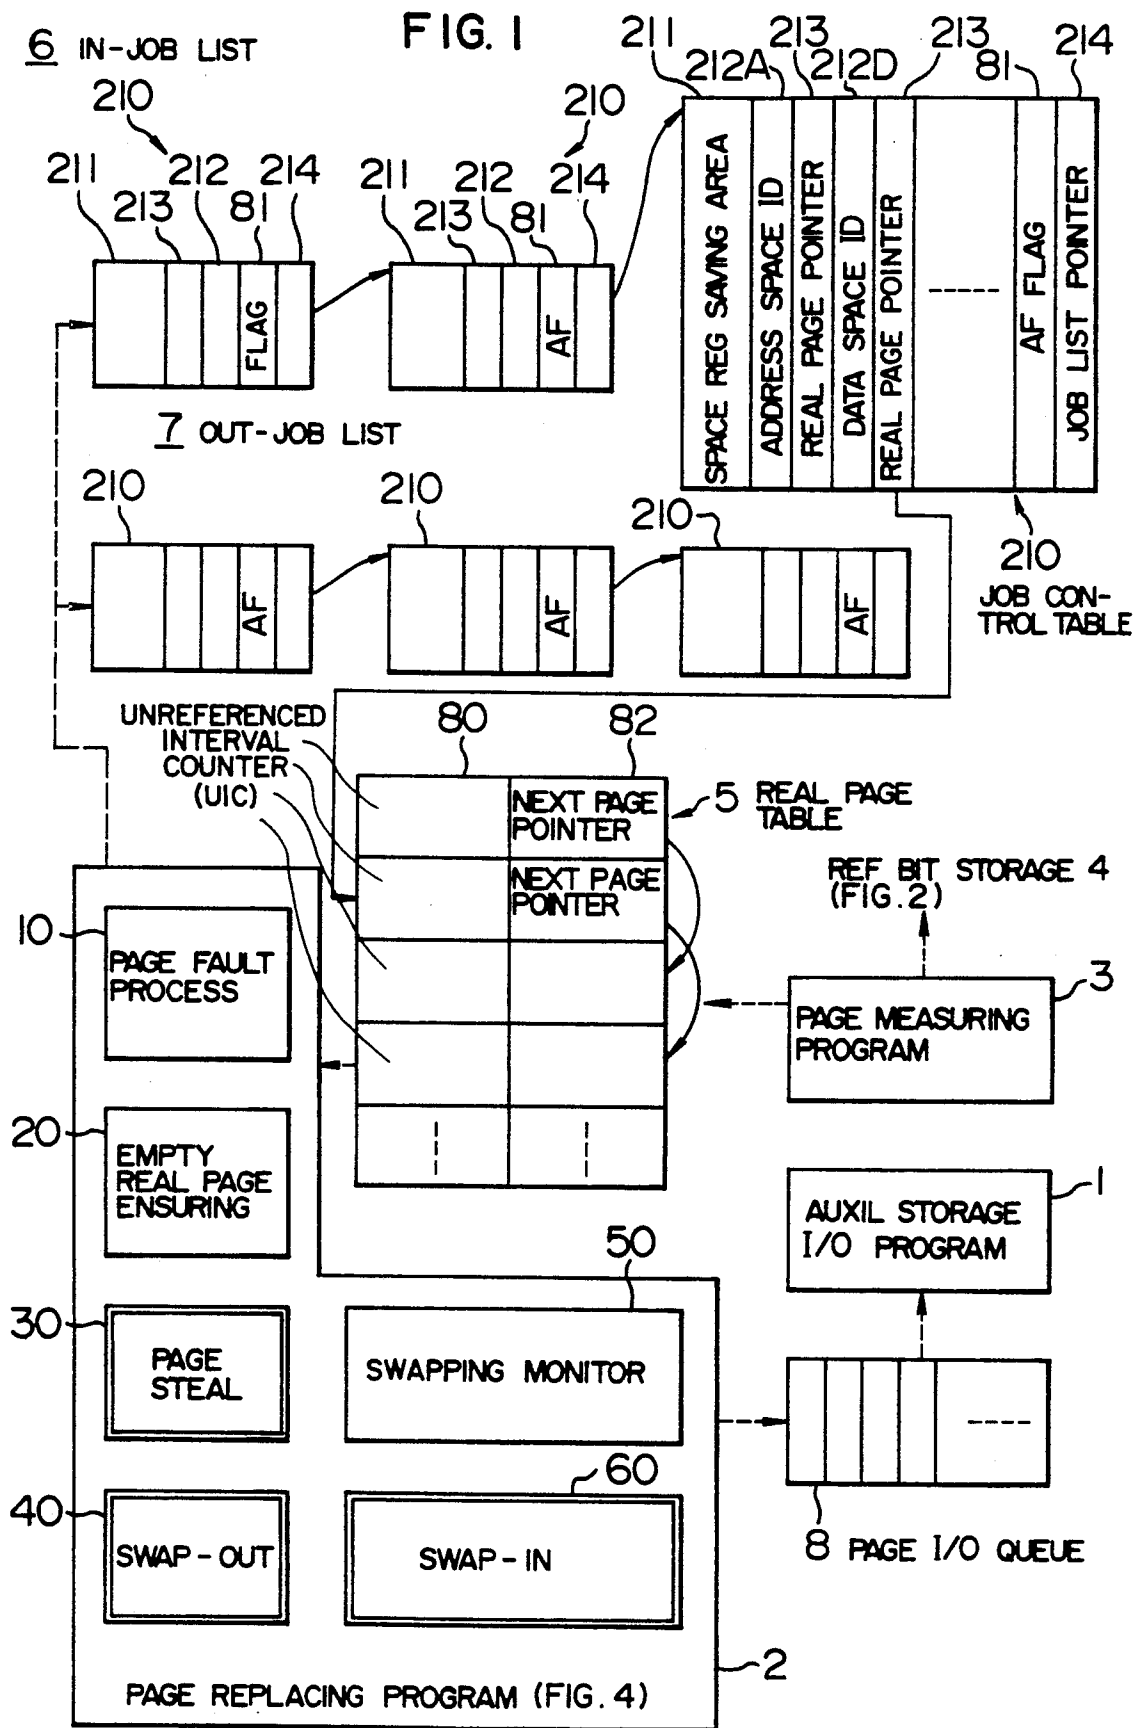 FIG. 1
6 IN-JOB LIST
210
211
213
212
81
214
FLAG
210
211
213
212
81
214
AF
211
212A
213
212D
213
81
214
SPACE REG SAVING AREA
ADDRESS SPACE ID
REAL PAGE POINTER
DATA SPACE ID
REAL PAGE POINTER
AF FLAG
JOB LIST POINTER
210
JOB CON-
TROL TABLE
7 OUT-JOB LIST
210
AF
210
AF
210
AF
UNREFERENCED
INTERVAL
COUNTER
(UIC)
80
82
NEXT PAGE
POINTER
NEXT PAGE
POINTER
5 REAL PAGE
TABLE
REF BIT STORAGE 4
(FIG. 2)
3
PAGE MEASURING
PROGRAM
1
AUXIL STORAGE
I/O PROGRAM
8 PAGE I/O QUEUE
10
PAGE FAULT
PROCESS
20
EMPTY
REAL PAGE
ENSURING
30
PAGE
STEAL
50
SWAPPING MONITOR
40
SWAP-OUT
60
SWAP-IN
2
PAGE REPLACING PROGRAM (FIG. 4)